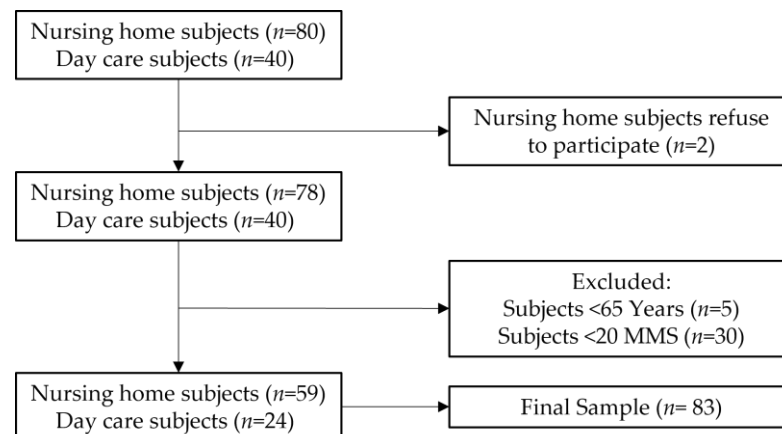 Nursing home subjects (n=80)
Day care subjects (n=40)
Nursing home subjects refuse
to participate (n=2)
Nursing home subjects (n=78)
Day care subjects (n=40)
Excluded:
Subjects <65 Years (n=5)
Subjects <20 MMS (n=30)
Nursing home subjects (n=59)
Day care subjects (n=24)
Final Sample (n= 83)